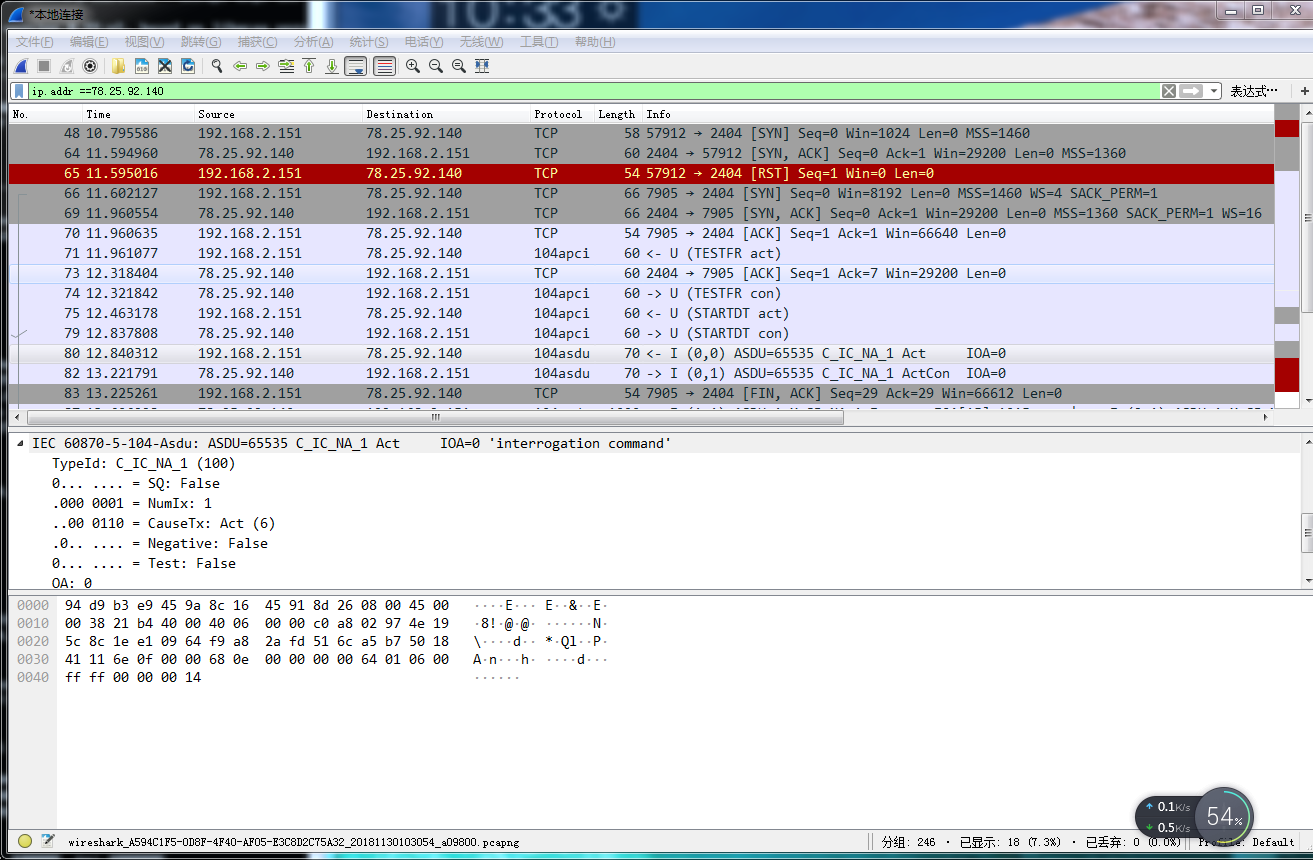 *本地连接
文件(F) 编辑(E) 视图(V) 跳转(G) 捕获(C) 分析(A) 统计(S) 电话(Y) 无线(W) 工具(T) 帮助(H)
ip.addr ==78.25.92.140 表达式… +
No. Time Source Destination Protocol Length Info
48 10.795586 192.168.2.151 78.25.92.140 TCP 58 57912 → 2404 [SYN] Seq=0 Win=1024 Len=0 MSS=1460
64 11.594960 78.25.92.140 192.168.2.151 TCP 60 2404 → 57912 [SYN, ACK] Seq=0 Ack=1 Win=29200 Len=0 MSS=1360
65 11.595016 192.168.2.151 78.25.92.140 TCP 54 57912 → 2404 [RST] Seq=1 Win=0 Len=0
66 11.602127 192.168.2.151 78.25.92.140 TCP 66 7905 → 2404 [SYN] Seq=0 Win=8192 Len=0 MSS=1460 WS=4 SACK_PERM=1
69 11.960554 78.25.92.140 192.168.2.151 TCP 66 2404 → 7905 [SYN, ACK] Seq=0 Ack=1 Win=29200 Len=0 MSS=1360 SACK_PERM=1 WS=16
70 11.960635 192.168.2.151 78.25.92.140 TCP 54 7905 → 2404 [ACK] Seq=1 Ack=1 Win=66640 Len=0
71 11.961077 192.168.2.151 78.25.92.140 104apci 60 <- U (TESTFR act)
73 12.318404 78.25.92.140 192.168.2.151 TCP 60 2404 → 7905 [ACK] Seq=1 Ack=7 Win=29200 Len=0
74 12.321842 78.25.92.140 192.168.2.151 104apci 60 -> U (TESTFR con)
75 12.463178 192.168.2.151 78.25.92.140 104apci 60 <- U (STARTDT act)
79 12.837808 78.25.92.140 192.168.2.151 104apci 60 -> U (STARTDT con)
80 12.840312 192.168.2.151 78.25.92.140 104asdu 70 <- I (0,0) ASDU=65535 C_IC_NA_1 Act IOA=0
82 13.221791 78.25.92.140 192.168.2.151 104asdu 70 -> I (0,1) ASDU=65535 C_IC_NA_1 ActCon IOA=0
83 13.225261 192.168.2.151 78.25.92.140 TCP 54 7905 → 2404 [FIN, ACK] Seq=29 Ack=29 Win=66612 Len=0
IEC 60870-5-104-Asdu: ASDU=65535 C_IC_NA_1 Act IOA=0 'interrogation command'
TypeId: C_IC_NA_1 (100)
0... .... = SQ: False
.000 0001 = NumIx: 1
..00 0110 = CauseTx: Act (6)
.0.. .... = Negative: False
0... .... = Test: False
OA: 0
0000 94 d9 b3 e9 45 9a 8c 16 45 91 8d 26 08 00 45 00 ····E··· E··&··E·
0010 00 38 21 b4 40 00 40 06 00 00 c0 a8 02 97 4e 19 ·8!·@·@· ······N·
0020 5c 8c 1e e1 09 64 f9 a8 2a fd 51 6c a5 b7 50 18 \····d·· *·Ql··P·
0030 41 11 6e 0f 00 00 68 0e 00 00 00 00 64 01 06 00 A·n···h· ····d···
0040 ff ff 00 00 00 14 ······
0.1K/s
0.5K/s
54%
wireshark_A594C1F5-0D8F-4F40-AF05-E3C8D2C75A32_20181130103054_a09800.pcapng 分组: 246 · 已显示: 18 (7.3%) · 已丢弃: 0 (0.0%) Profile: Default